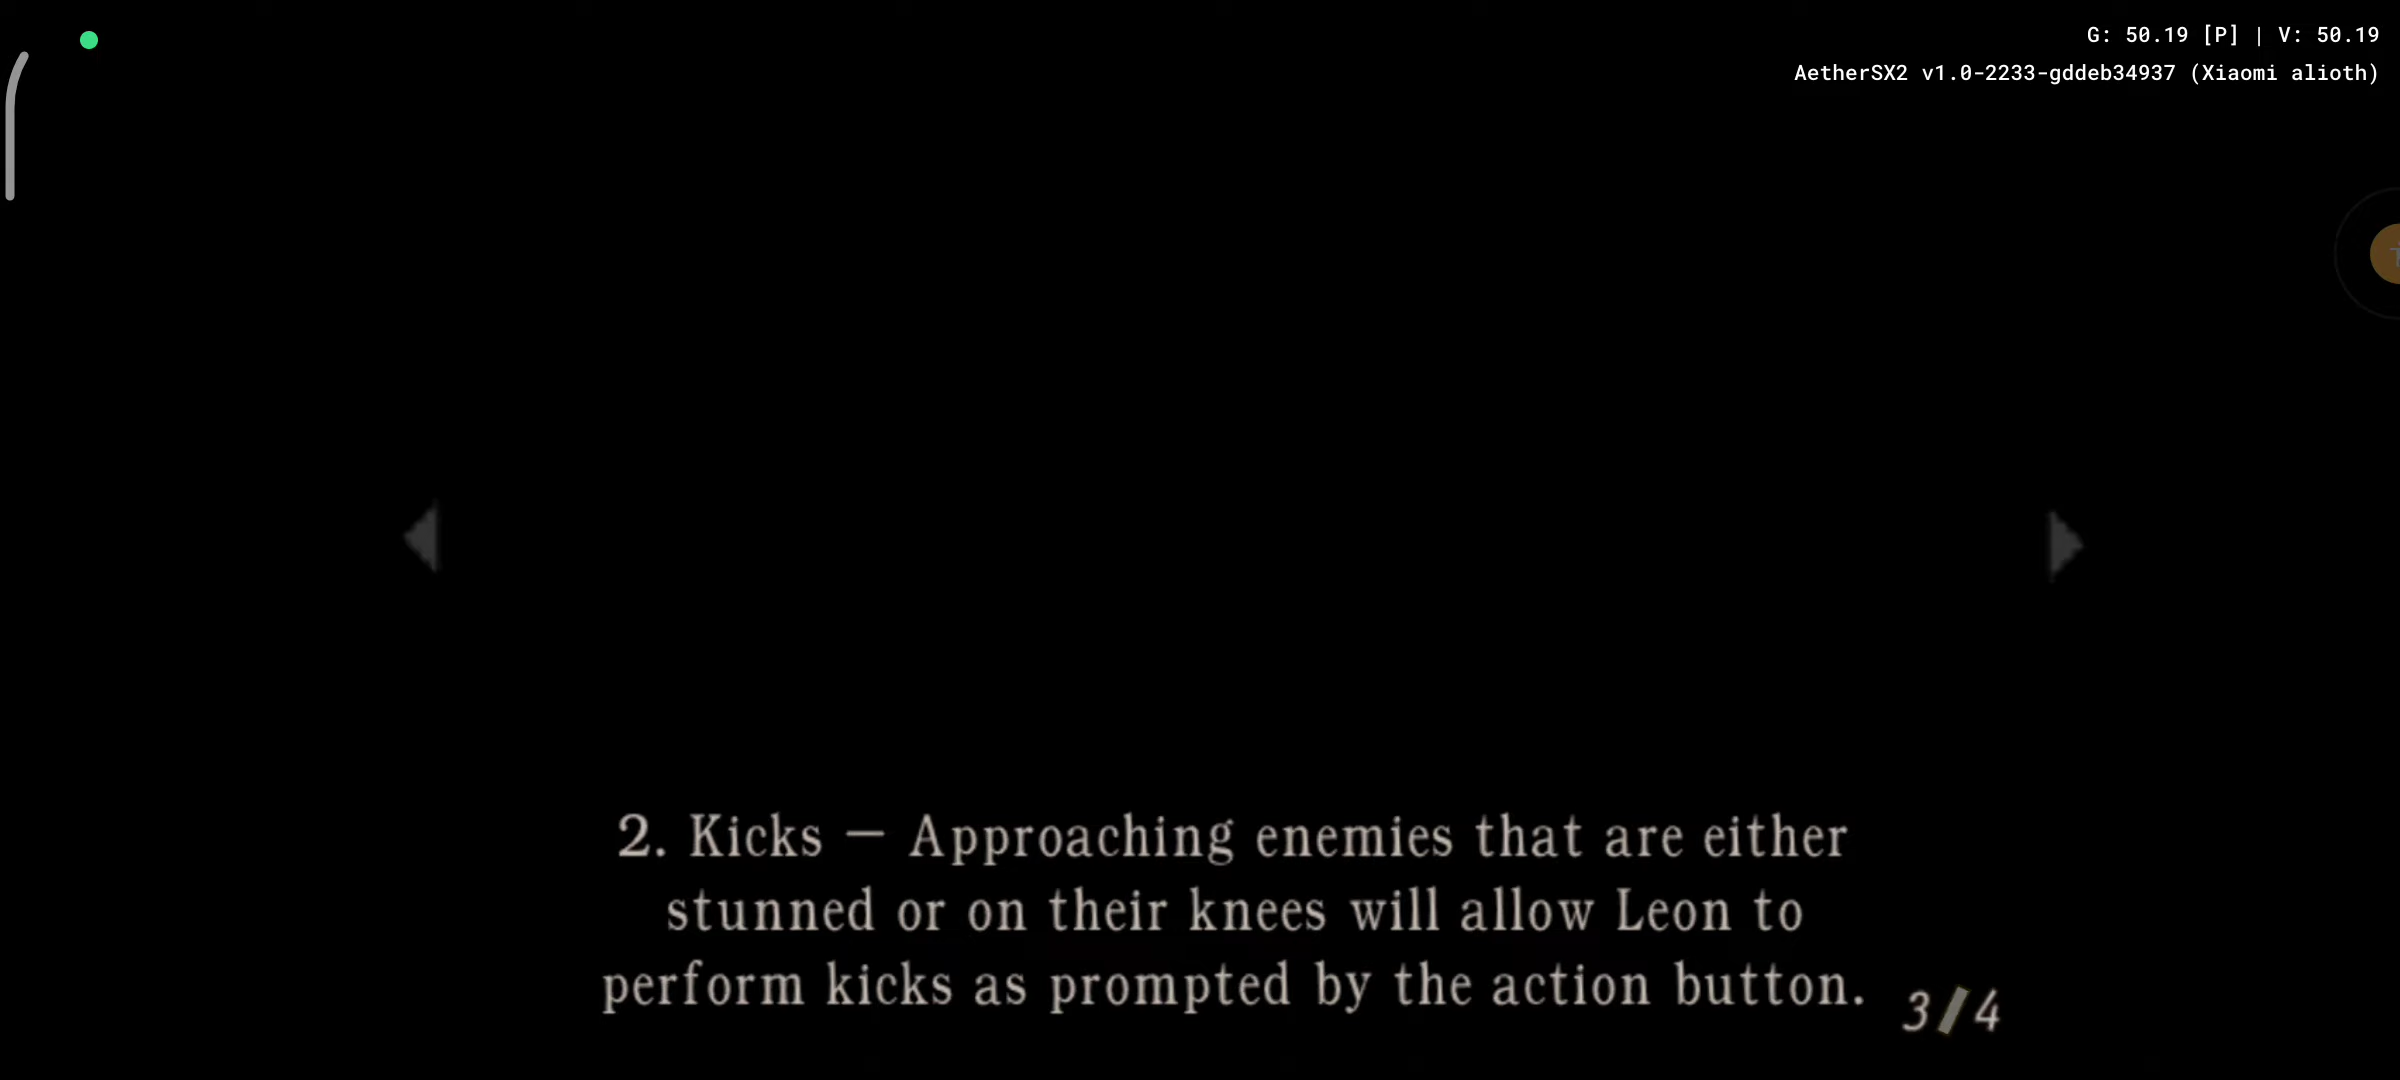 G: 50.19 [P] | V: 50.19
AetherSX2 v1.0-2233-gddeb34937 (Xiaomi alioth)
2. Kicks — Approaching enemies that are either
stunned or on their knees will allow Leon to
perform kicks as prompted by the action button.
3/4